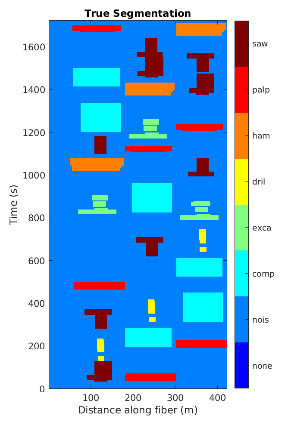 True Segmentation
1600
1400
1200
1000
800
600
400
200
0
Time (s)
100
200
300
400
Distance along fiber (m)
saw
palp
ham
dril
exca
comp
nois
none